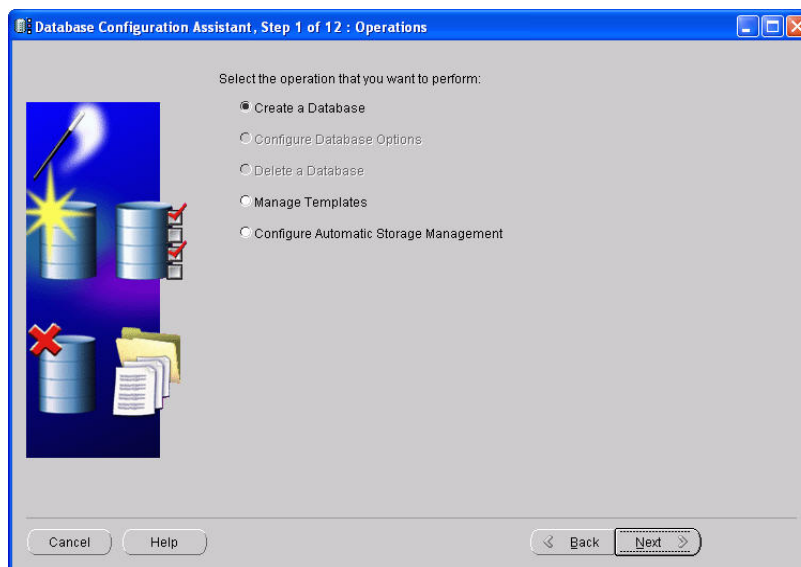 Database Configuration Assistant, Step 1 of 12 : Operations
Select the operation that you want to perform:
Create a Database
Configure Database Options
Delete a Database
Manage Templates
Configure Automatic Storage Management
Cancel
Help
Back
Next